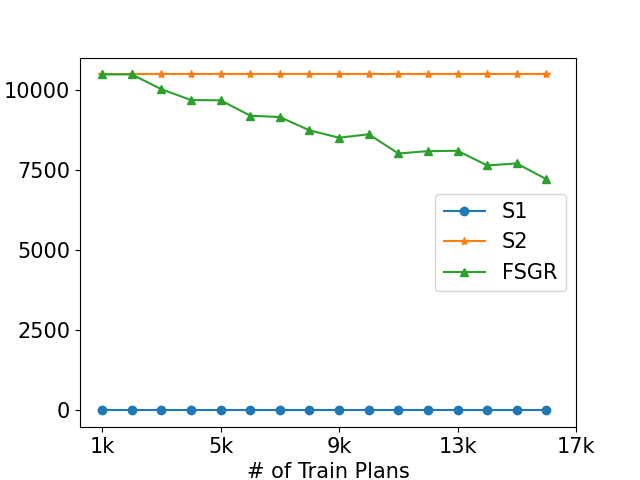 10000
7500
5000
2500
0
S1
S2
FSGR
1k 5k 9k 13k 17k
# of Train Plans